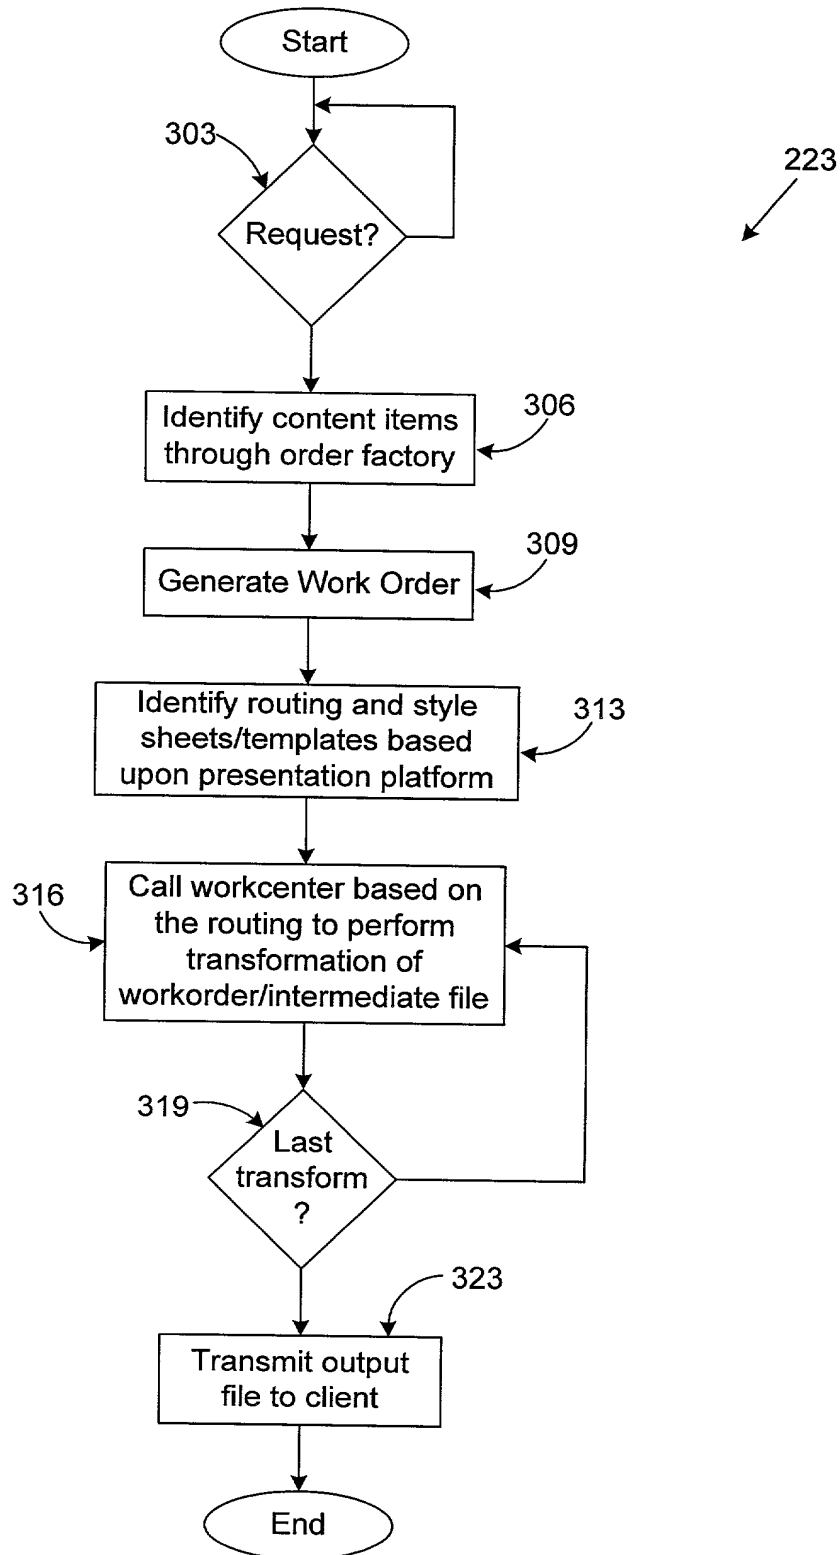 Start
303
223
Request?
Identify content items
through order factory
306
309
Generate Work Order
Identify routing and style
sheets/templates based
upon presentation platform
313
316
Call workcenter based on
the routing to perform
transformation of
workorder/intermediate file
319
Last
transform
?
323
Transmit output
file to client
End